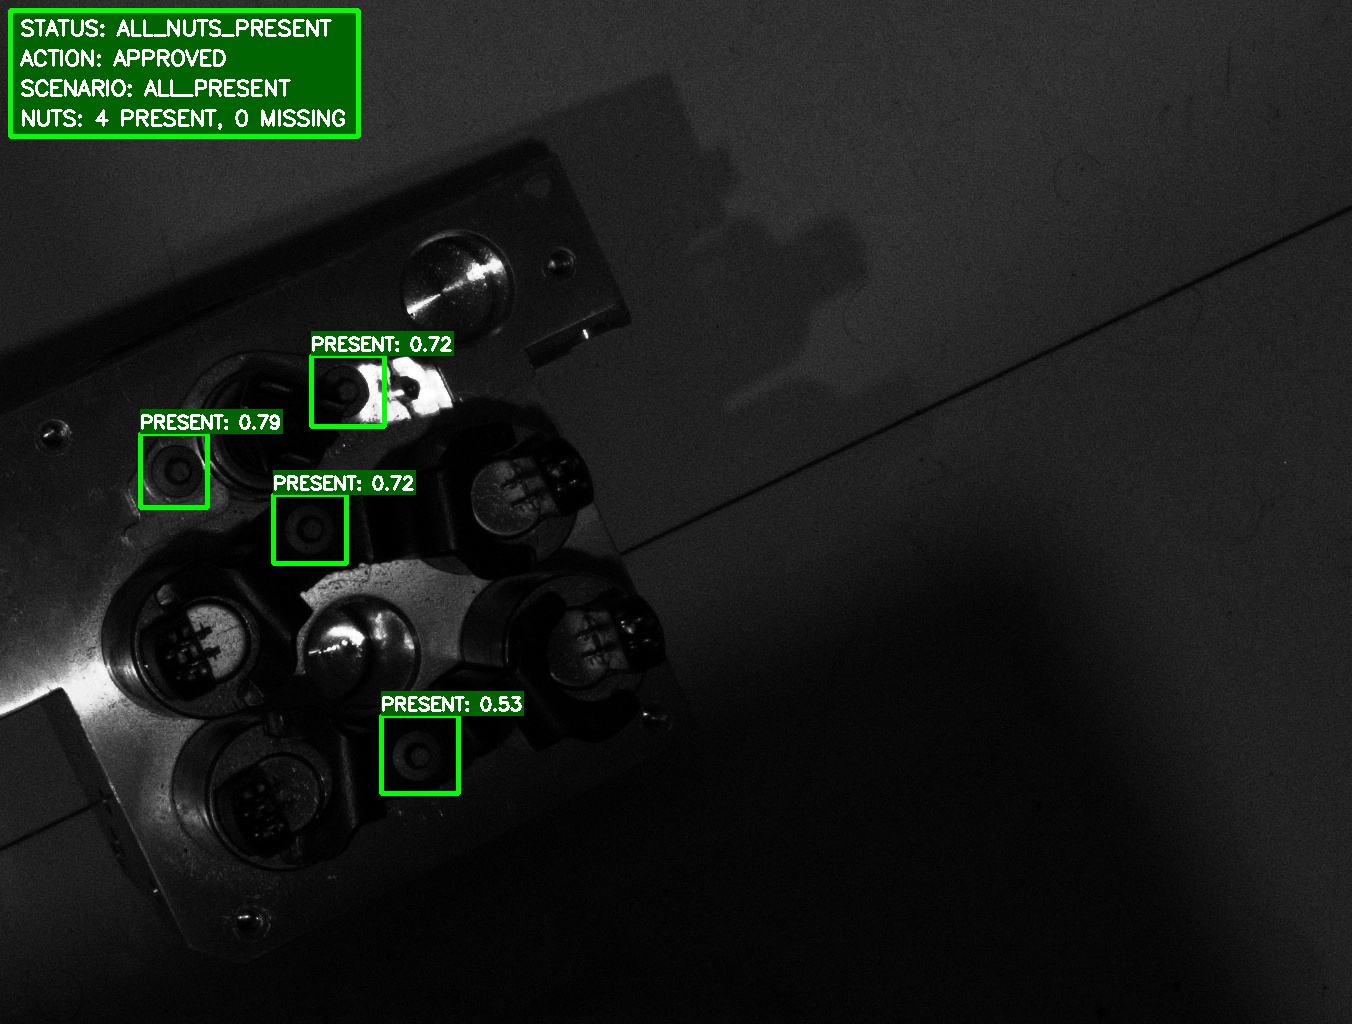 STATUS: ALL_NUTS_PRESENT
ACTION: APPROVED
SCENARIO: ALL_PRESENT
NUTS: 4 PRESENT, 0 MISSING
PRESENT: 0.72
PRESENT: 0.79
PRESENT: 0.72
PRESENT: 0.53